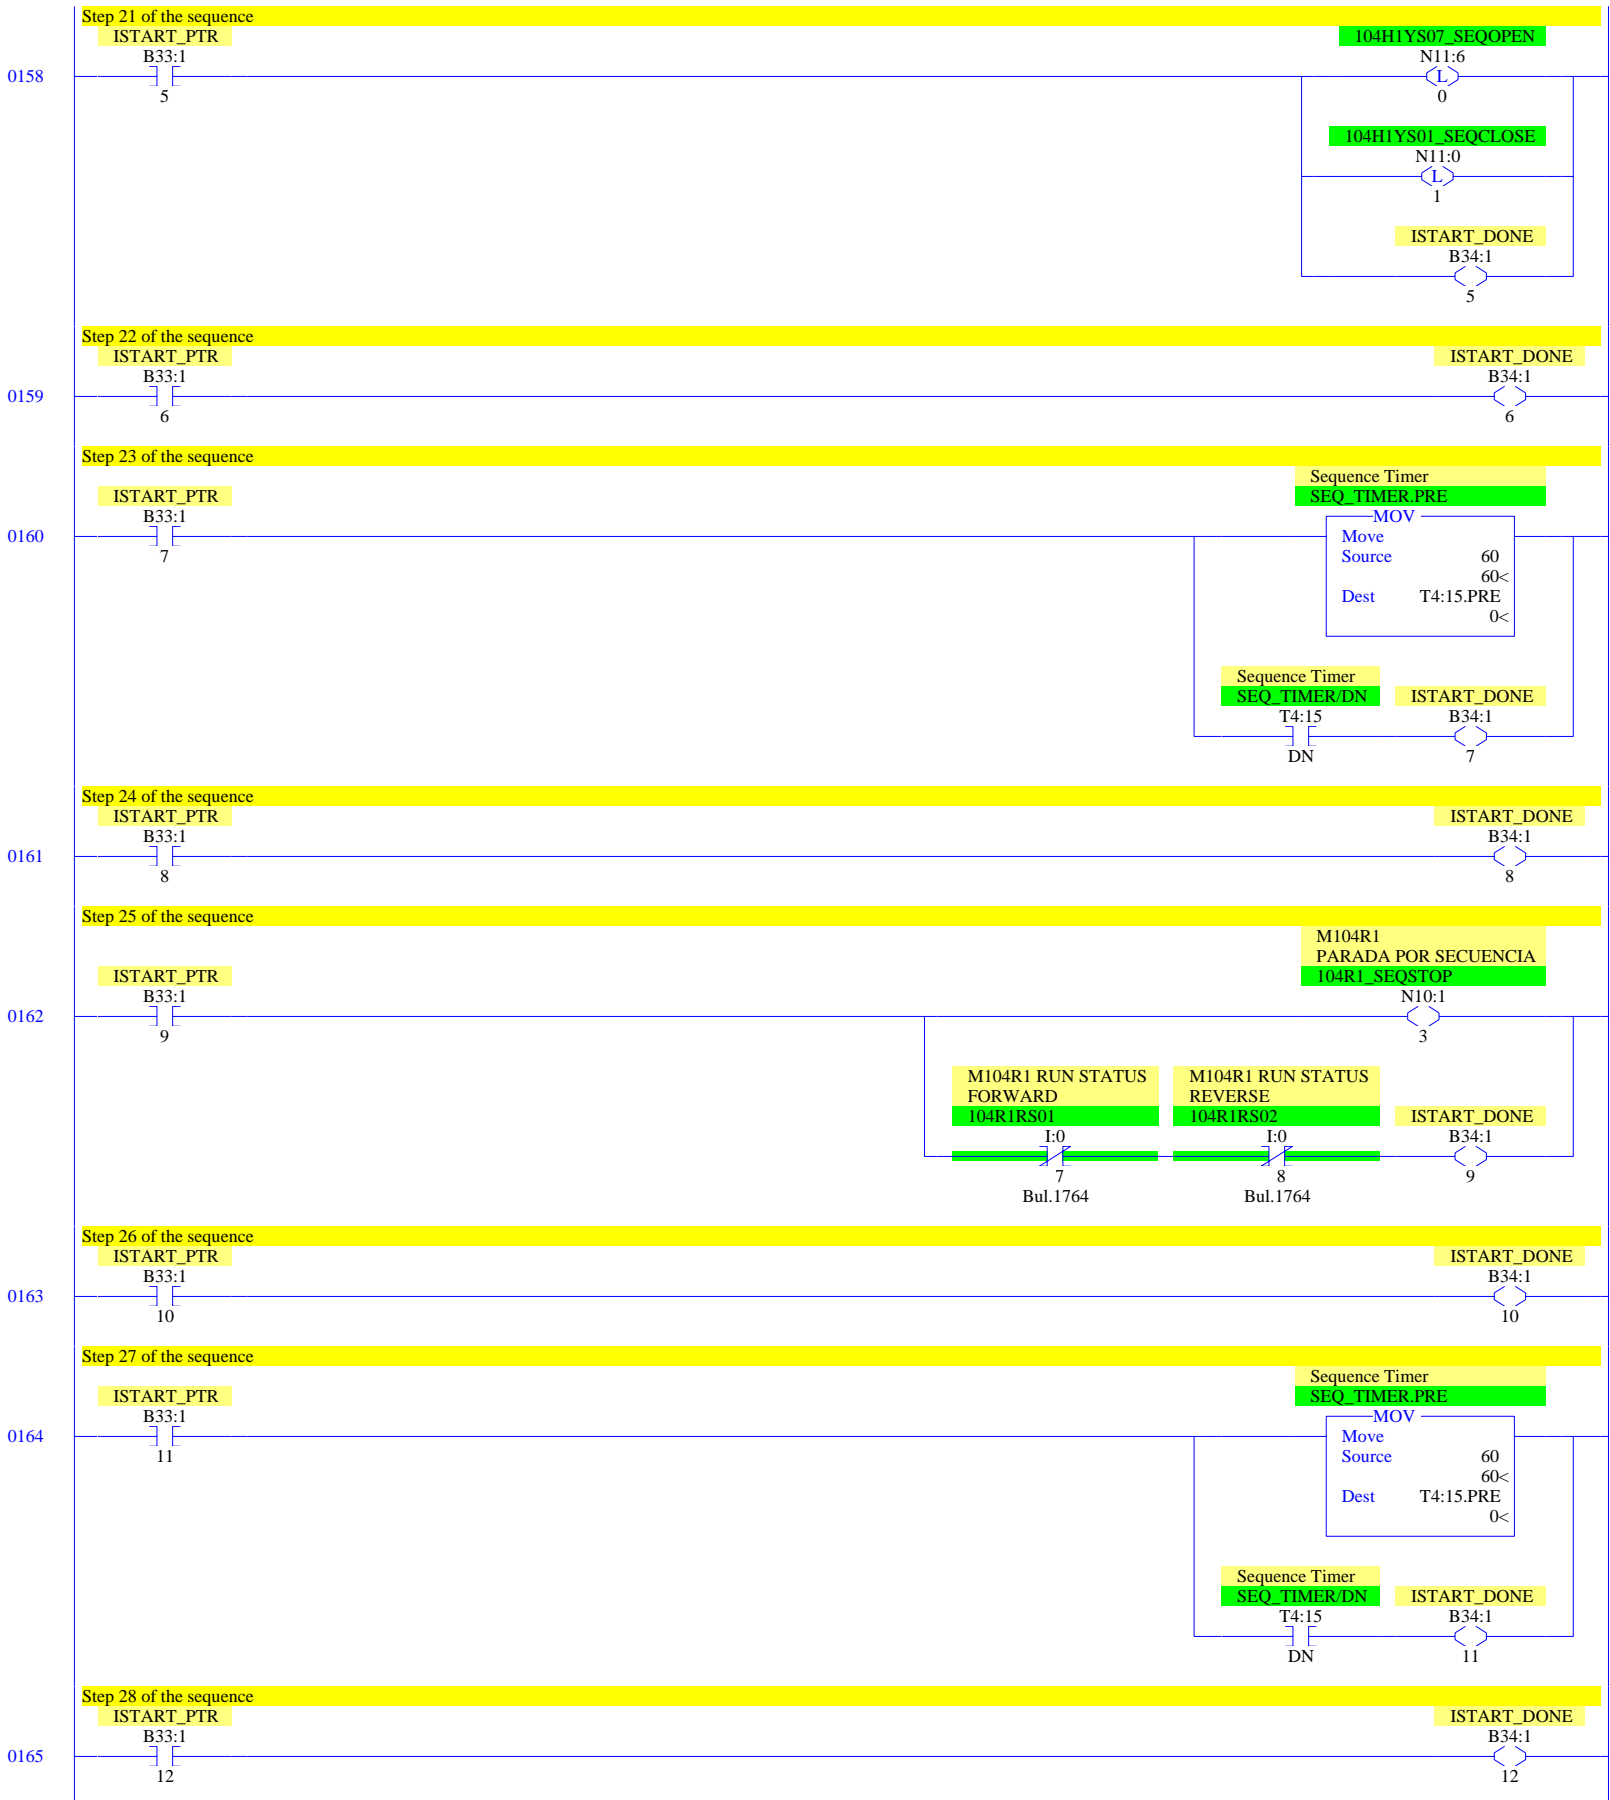 Step 21 of the sequence
ISTART_PTR
B33:1
5
0158
104H1YS07_SEQOPEN
N11:6
L
0
104H1YS01_SEQCLOSE
N11:0
L
1
ISTART_DONE
B34:1
5
Step 22 of the sequence
ISTART_PTR
B33:1
6
0159
ISTART_DONE
B34:1
6
Step 23 of the sequence
ISTART_PTR
B33:1
7
0160
Sequence Timer
SEQ_TIMER.PRE
MOV
Move
Source 60
60<
Dest T4:15.PRE
0<
Sequence Timer
SEQ_TIMER/DN
T4:15
DN
ISTART_DONE
B34:1
7
Step 24 of the sequence
ISTART_PTR
B33:1
8
0161
ISTART_DONE
B34:1
8
Step 25 of the sequence
ISTART_PTR
B33:1
9
0162
M104R1
PARADA POR SECUENCIA
104R1_SEQSTOP
N10:1
3
M104R1 RUN STATUS
FORWARD
104R1RS01
I:0
7
Bul.1764
M104R1 RUN STATUS
REVERSE
104R1RS02
I:0
8
Bul.1764
ISTART_DONE
B34:1
9
Step 26 of the sequence
ISTART_PTR
B33:1
10
0163
ISTART_DONE
B34:1
10
Step 27 of the sequence
ISTART_PTR
B33:1
11
0164
Sequence Timer
SEQ_TIMER.PRE
MOV
Move
Source 60
60<
Dest T4:15.PRE
0<
Sequence Timer
SEQ_TIMER/DN
T4:15
DN
ISTART_DONE
B34:1
11
Step 28 of the sequence
ISTART_PTR
B33:1
12
0165
ISTART_DONE
B34:1
12